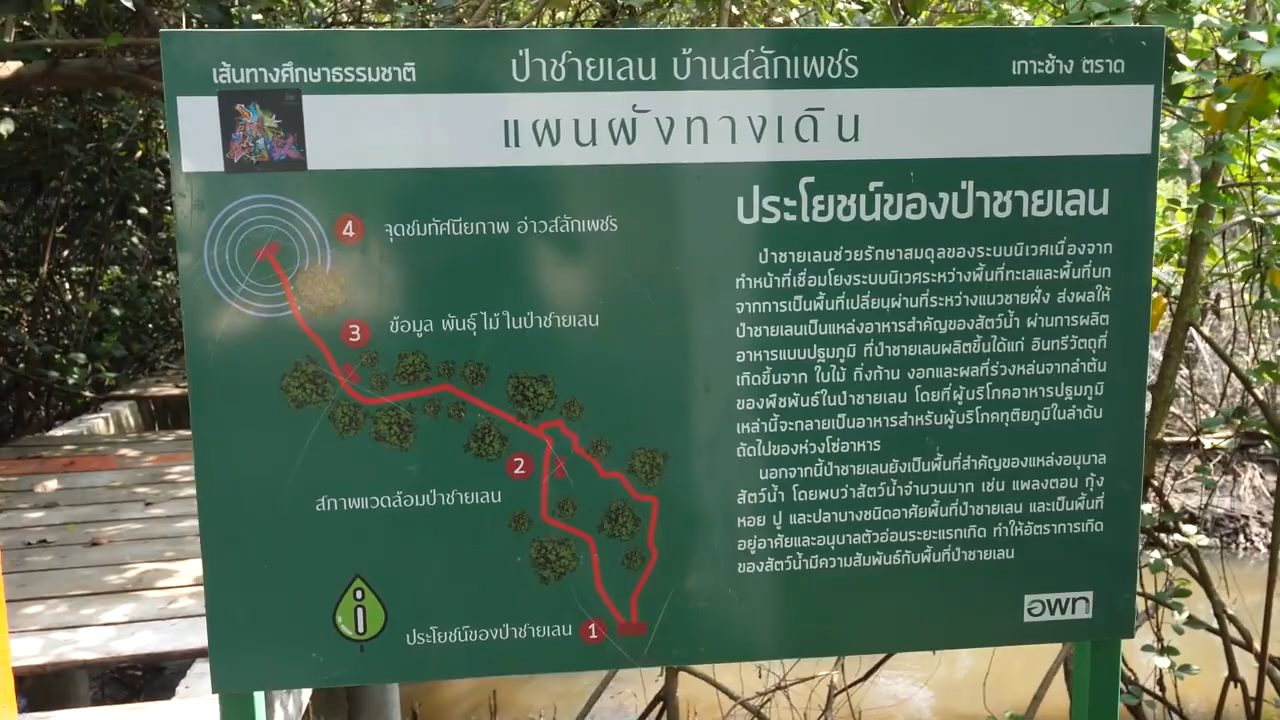 เส้นทางศึกษาธรรมชาติ
ป่าชายเลน บ้านสลักเพชร
เกาะช้าง ตราด
แผนผังทางเดิน
4 จุดชมทัศนียภาพ อ่าวสลักเพชร
3 ข้อมูล พันธุ์ไม้ในป่าชายเลน
2
สภาพแวดล้อมป่าชายเลน
i
ประโยชน์ของป่าชายเลน 1
ประโยชน์ของป่าชายเลน
ป่าชายเลนช่วยรักษาสมดุลของระบบนิเวศเนื่องจาก
ทำหน้าที่เชื่อมโยงระบบนิเวศระหว่างพื้นที่ทะเลและพื้นที่บก
จากการเป็นพื้นที่เปลี่ยนผ่านที่ระหว่างแนวชายฝั่ง ส่งผลให้
ป่าชายเลนเป็นแหล่งอาหารสำคัญของสัตว์น้ำ ผ่านการผลิต
อาหารแบบปฐมภูมิ ที่ป่าชายเลนผลิตขึ้นได้แก่ อินทรีวัตถุที่
เกิดขึ้นจาก ใบไม้ กิ่งก้าน งอกและผลที่ร่วงหล่นจากลำต้น
ของพืชพันธ์ในป่าชายเลน โดยที่ผู้บริโภคอาหารปฐมภูมิ
เหล่านี้จะกลายเป็นอาหารสำหรับผู้บริโภคทุติยภูมิในลำดับ
ถัดไปของห่วงโซ่อาหาร
นอกจากนี้ป่าชายเลนยังเป็นพื้นที่สำคัญของแหล่งอนุบาล
สัตว์น้ำ โดยพบว่าสัตว์น้ำจำนวนมาก เช่น แพลงตอน กุ้ง
หอย ปู และปลาบางชนิดอาศัยพื้นที่ป่าชายเลน และเป็นพื้นที่
อยู่อาศัยและอนุบาลตัวอ่อนระยะแรกเกิด ทำให้อัตราการเกิด
ของสัตว์น้ำมีความสัมพันธ์กับพื้นที่ป่าชายเลน
อพท